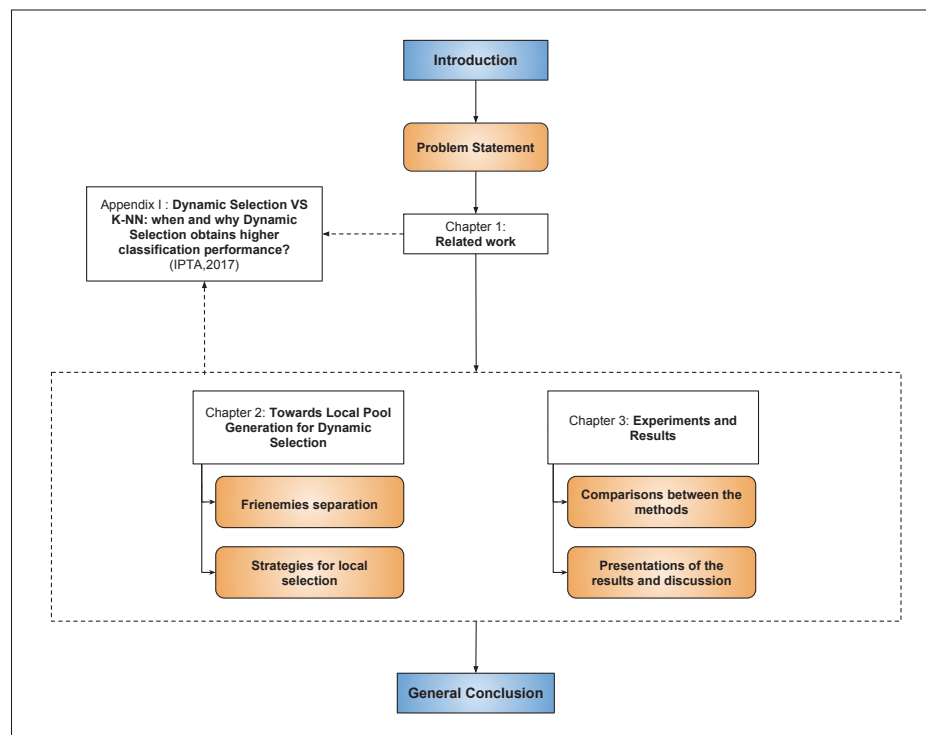 Introduction
Problem Statement
Appendix I : Dynamic Selection VS
K-NN: when and why Dynamic
Selection obtains higher
classification performance?
(IPTA,2017)
Chapter 1:
Related work
Chapter 2: Towards Local Pool
Generation for Dynamic
Selection
Frienemies separation
Strategies for local
selection
Chapter 3: Experiments and
Results
Comparisons between the
methods
Presentations of the
results and discussion
General Conclusion